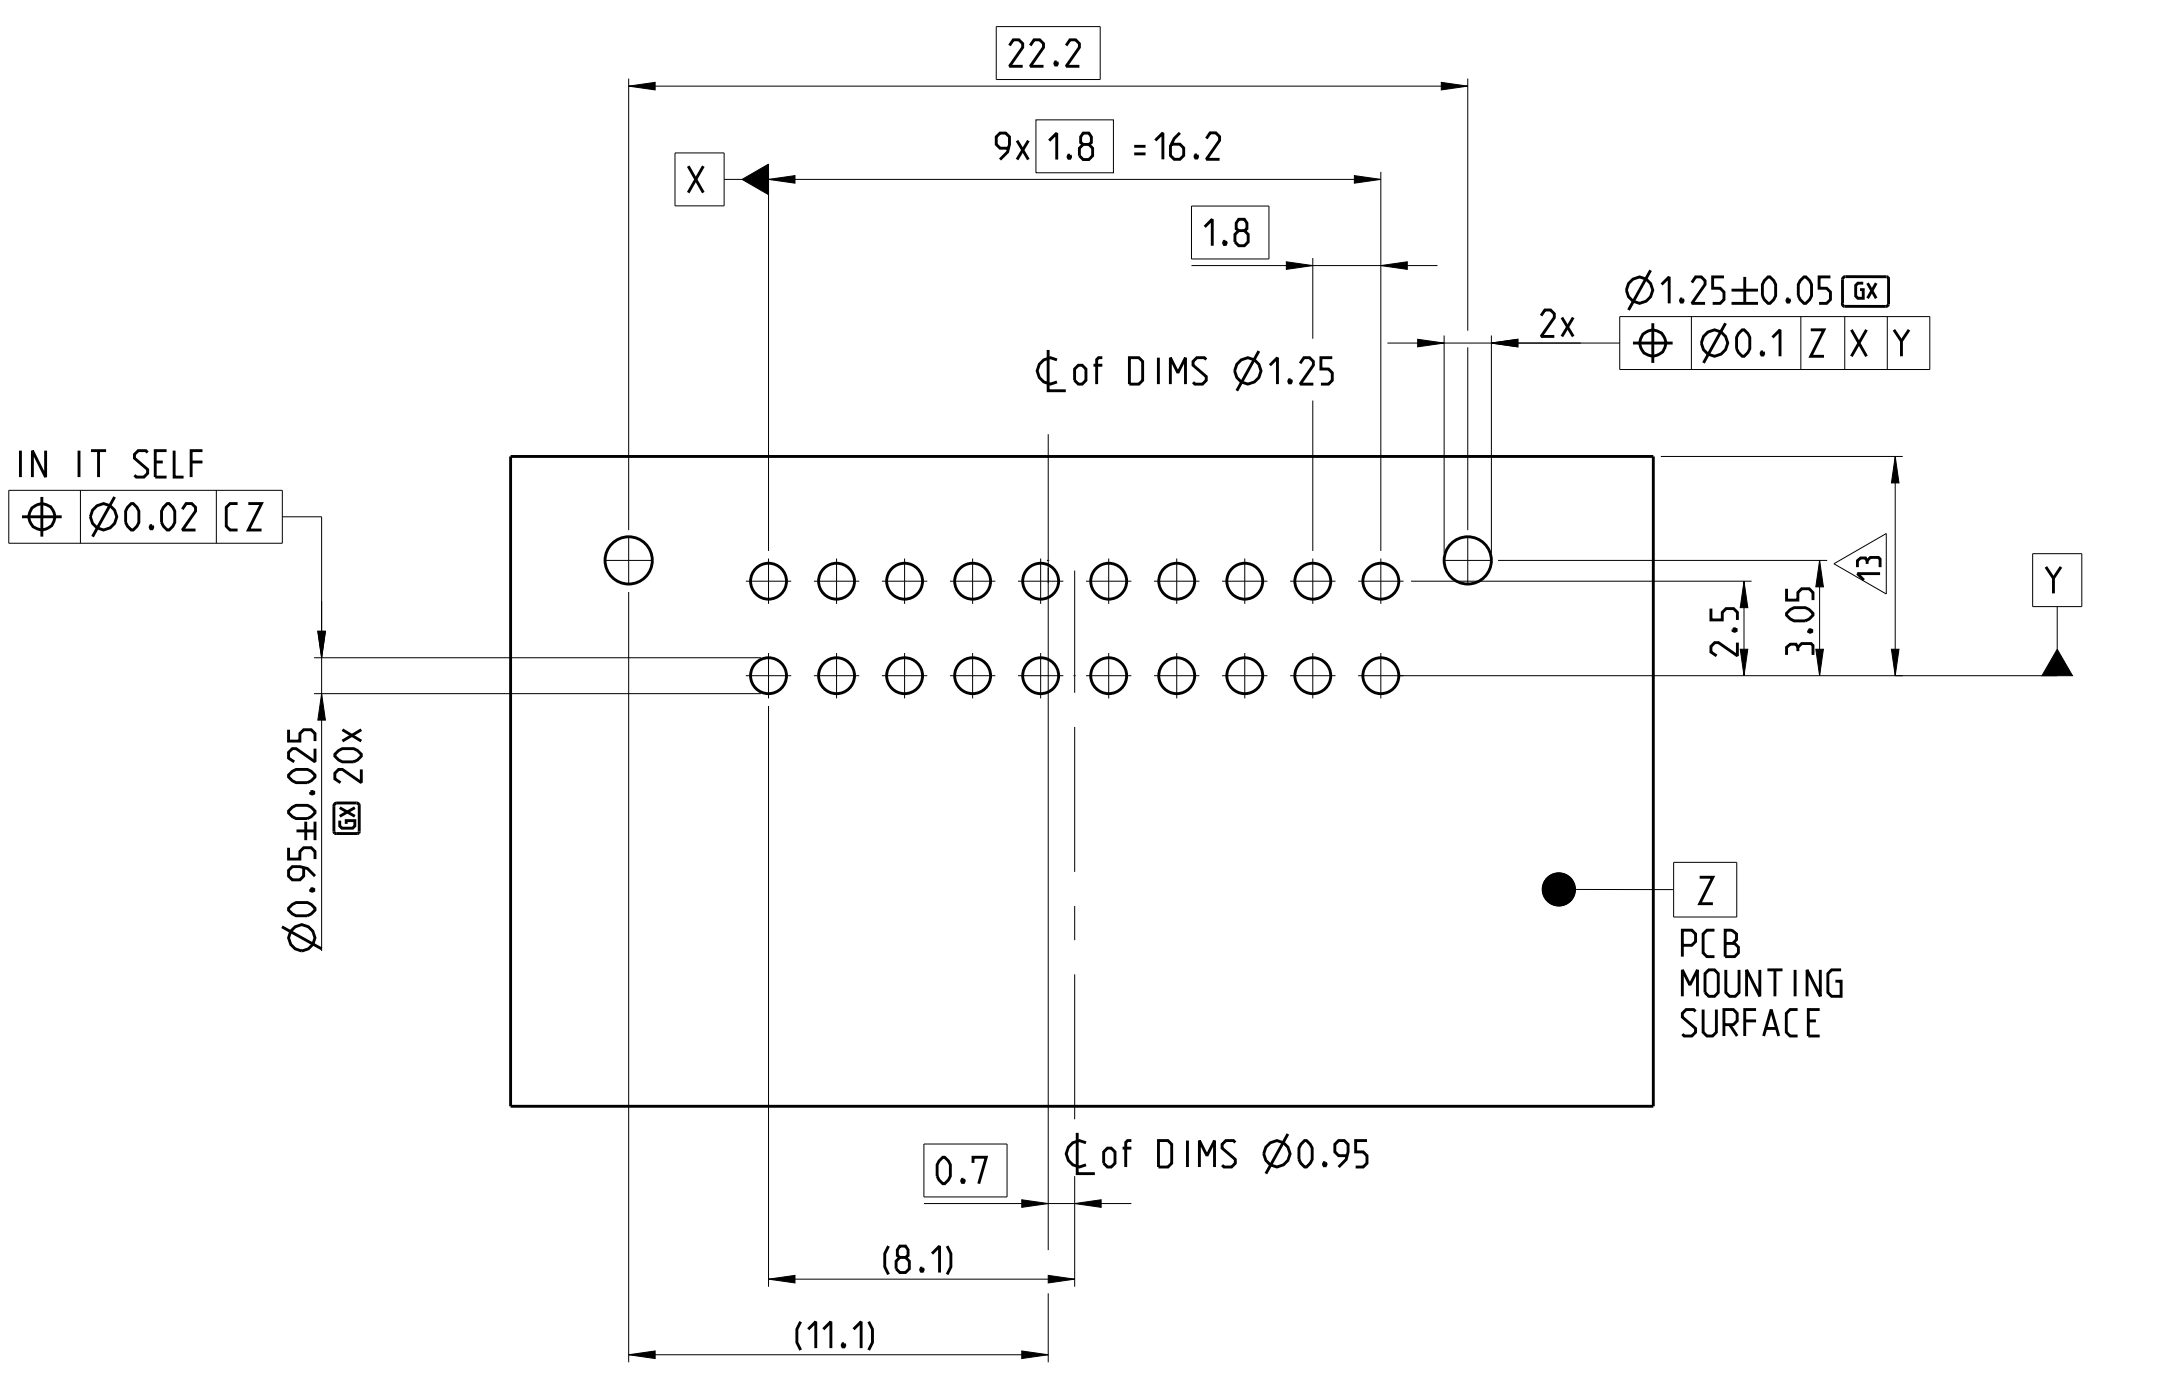 22.2
9x 1.8 =16.2
X
1.8
Ø1.25±0.05 GX
2x
⌖ Ø0.1 Z X Y
℄ of DIMS Ø1.25
IN IT SELF
⌖ Ø0.02 CZ
13
Y
2.5
3.05
Ø0.95±0.025
GX 20x
Z
PCB
MOUNTING
SURFACE
℄ of DIMS Ø0.95
0.7
(8.1)
(11.1)